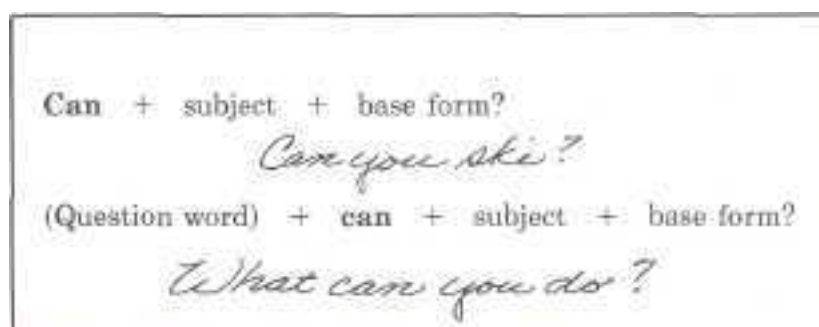 Can + subject + base form?
Can you ski?
(Question word) + can + subject + base form?
What can you do?